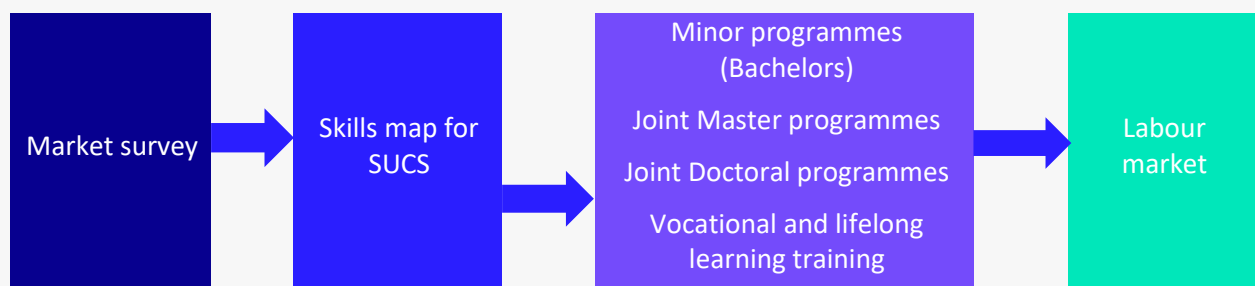 Market survey
Skills map for
SUCS
Minor programmes
(Bachelors)
Joint Master programmes
Joint Doctoral programmes
Vocational and lifelong
learning training
Labour
market